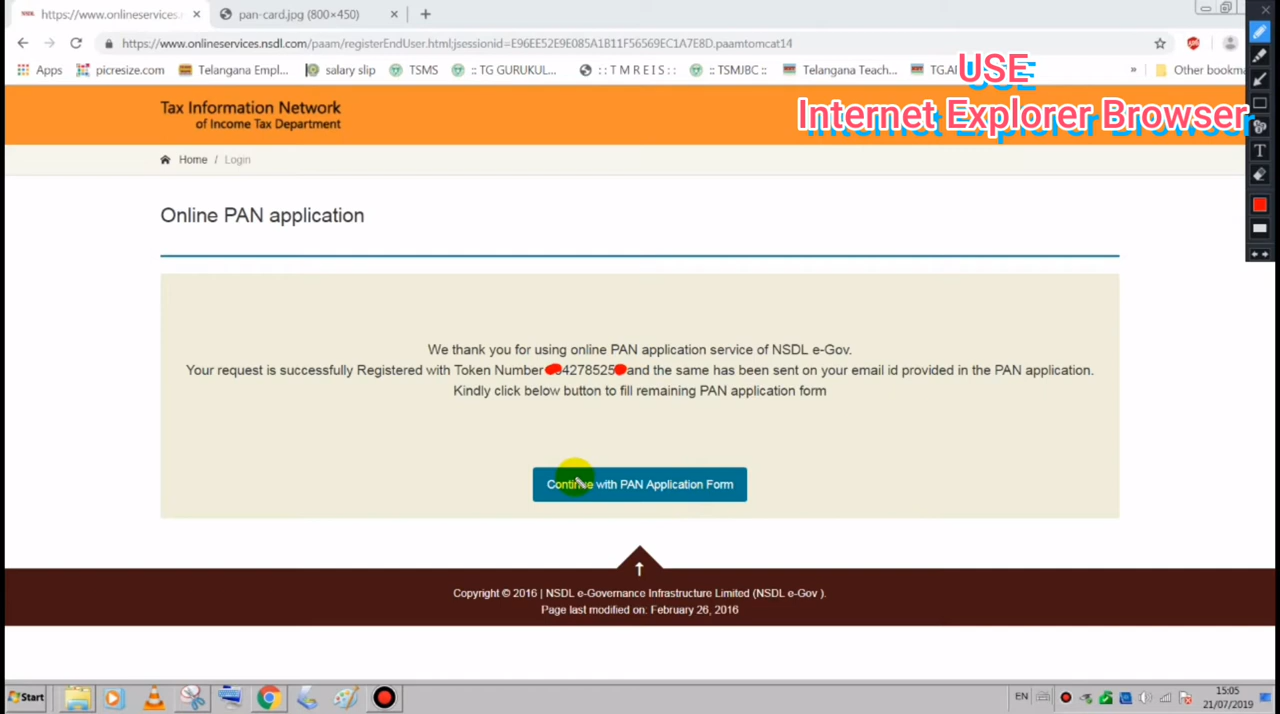 https://www.onlineservices.n
pan-card.jpg (800×450)
https://www.onlineservices.nsdl.com/paam/registerEndUser.html;jsessionid=E96EE52E9E085A1B11F56569EC1A7E8D.paamtomcat14
Apps
picresize.com
Telangana Empl...
salary slip
TSMS
:: TG GURUKUL...
: : T M R E I S : :
:: TSMJBC ::
Telangana Teach...
TG.A
»
Other bookma
USE
Internet Explorer Browser
Tax Information Network
of Income Tax Department
Home / Login
Online PAN application
We thank you for using online PAN application service of NSDL e-Gov.
Your request is successfully Registered with Token Number 4278525 and the same has been sent on your email id provided in the PAN application.
Kindly click below button to fill remaining PAN application form
Continue with PAN Application Form
Copyright © 2016 | NSDL e-Governance Infrastructure Limited (NSDL e-Gov ).
Page last modified on: February 26, 2016
Start
EN
15:05
21/07/2019